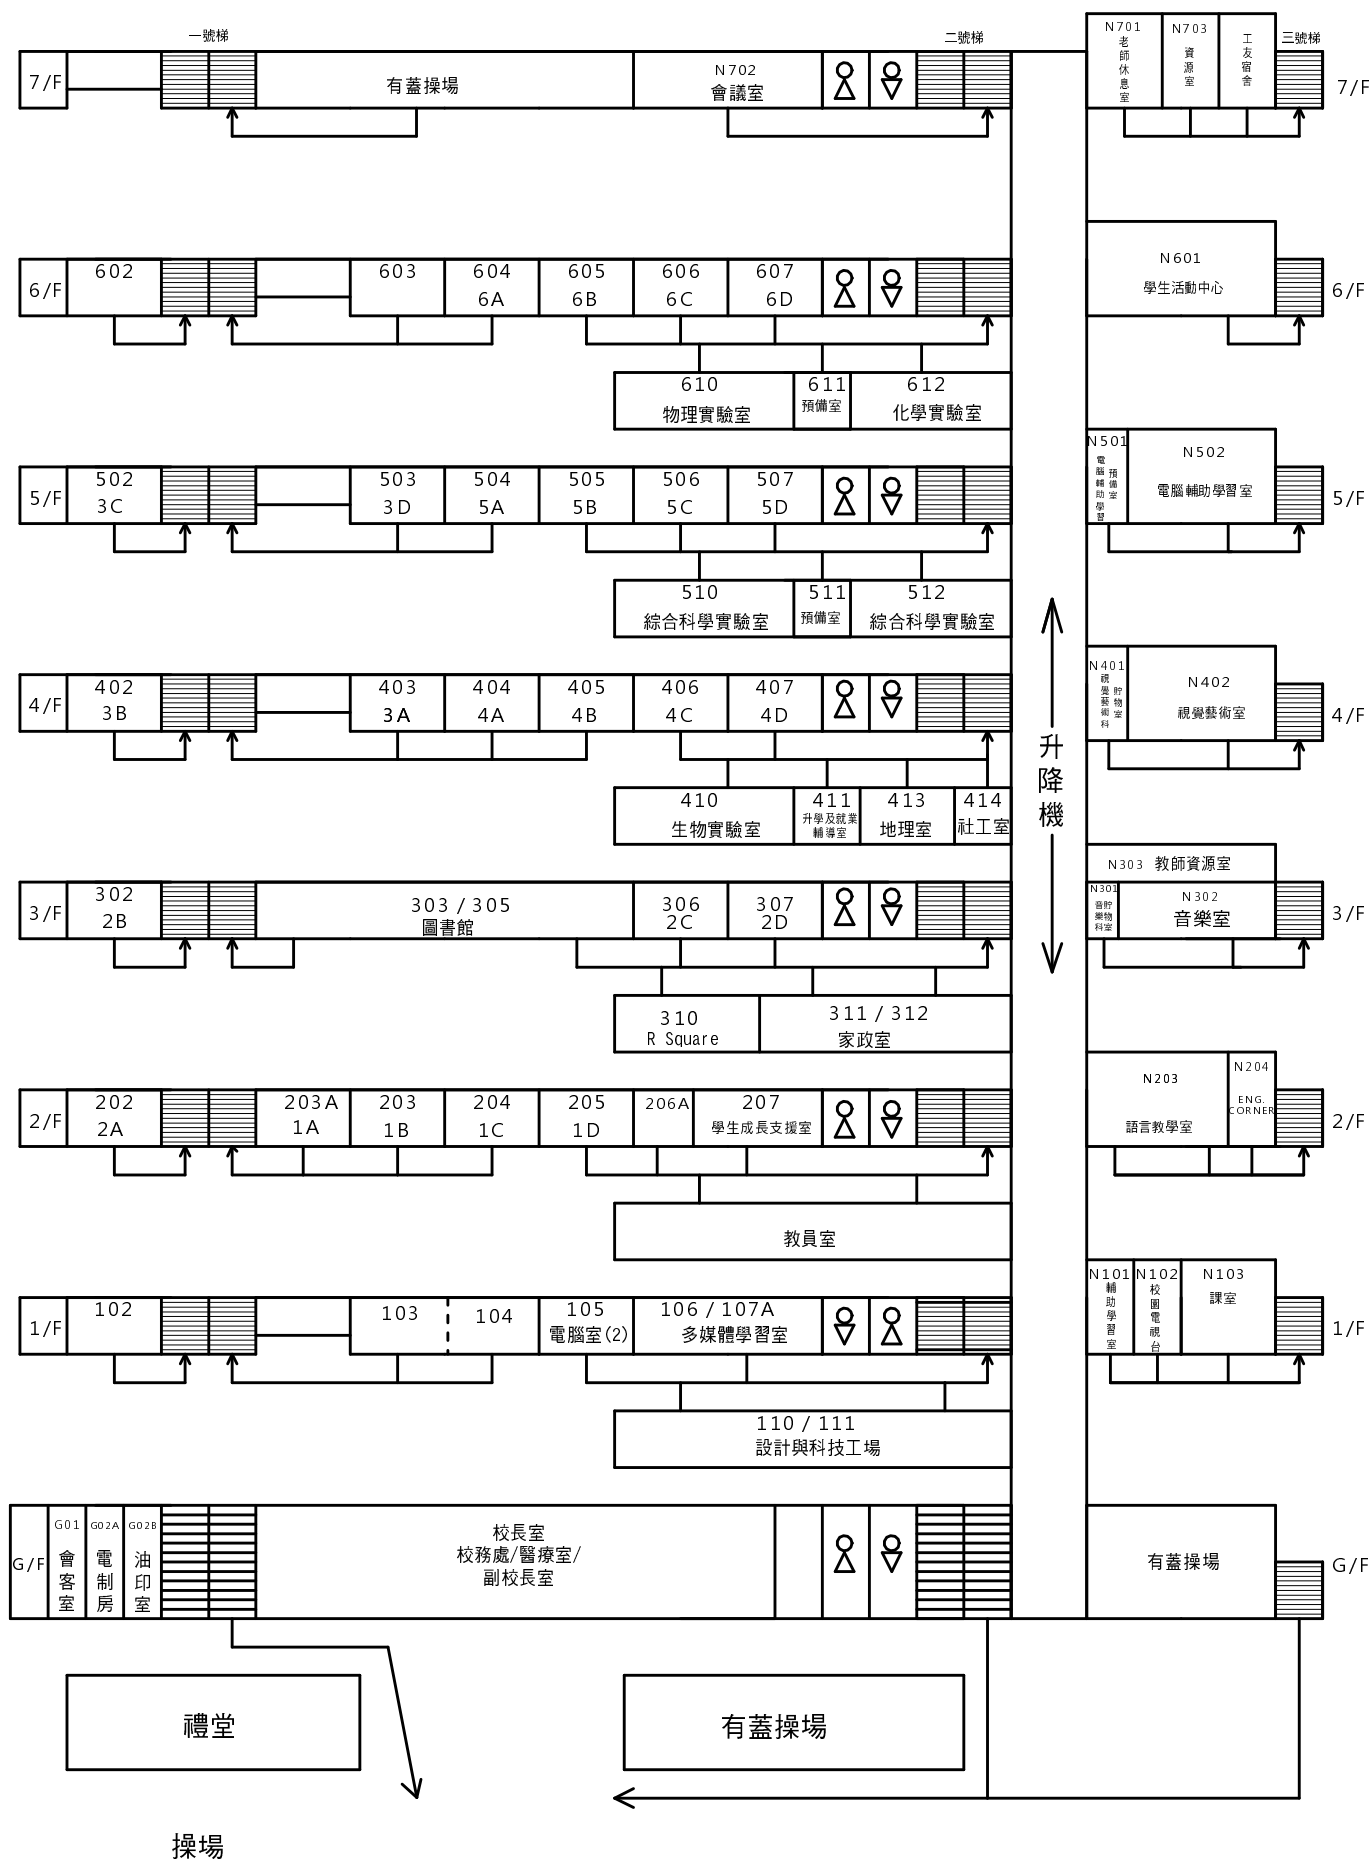 一號梯
二號梯
N701
老師休息室
N703
資源室
工友宿舍
三號梯
7/F
有蓋操場
N702
會議室
7/F
6/F
602
603
604
6A
605
6B
606
6C
607
6D
N601
學生活動中心
6/F
610
物理實驗室
611
預備室
612
化學實驗室
5/F
502
3C
503
3D
504
5A
505
5B
506
5C
507
5D
N501
電腦輔助學習
預備室
N502
電腦輔助學習室
5/F
510
綜合科學實驗室
511
預備室
512
綜合科學實驗室
4/F
402
3B
403
3A
404
4A
405
4B
406
4C
407
4D
N401
視覺藝術科
貯物室
N402
視覺藝術室
4/F
升降機
410
生物實驗室
411
升學及就業
輔導室
413
地理室
414
社工室
3/F
302
2B
303 / 305
圖書館
306
2C
307
2D
N303 教師資源室
N301
音樂科
貯物室
N302
音樂室
3/F
310
R Square
311 / 312
家政室
2/F
202
2A
203A
1A
203
1B
204
1C
205
1D
206A
207
學生成長支援室
N203
語言教學室
N204
ENG.
CORNER
2/F
教員室
1/F
102
103
104
105
電腦室(2)
106 / 107A
多媒體學習室
N101
輔助學習室
N102
校園電視台
N103
課室
1/F
110 / 111
設計與科技工場
G/F
G01
會客室
G02A
電制房
G02B
油印室
校長室
校務處/醫療室/
副校長室
有蓋操場
G/F
禮堂
有蓋操場
操場